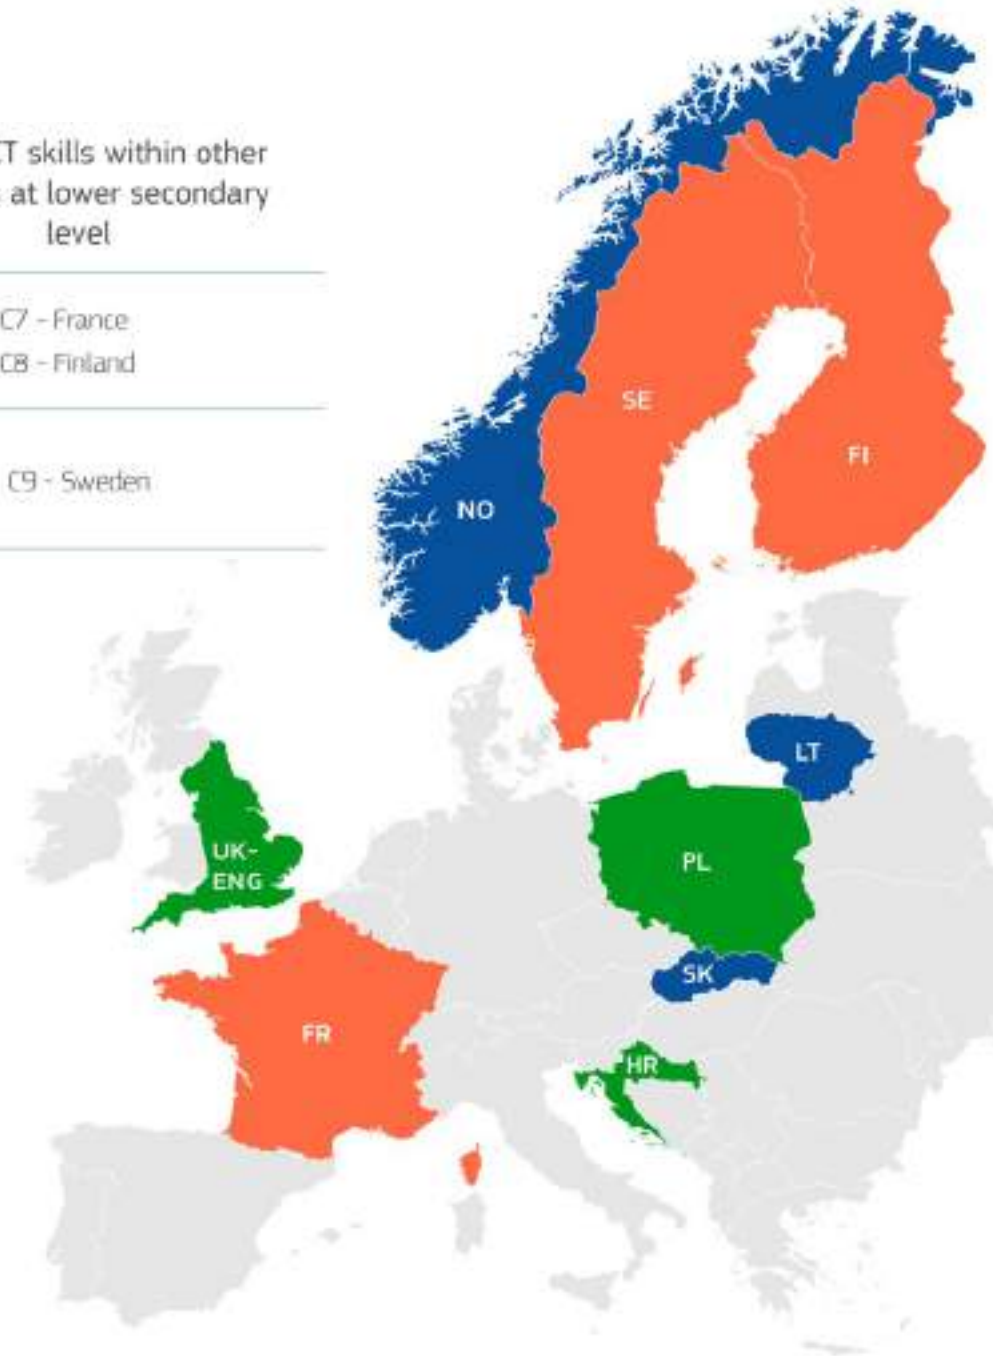 T skills within other
at lower secondary
level
C7 - France
C8 - Finland
C9 - Sweden
SE
FI
NO
LT
UK-
ENG
PL
SK
FR
HR